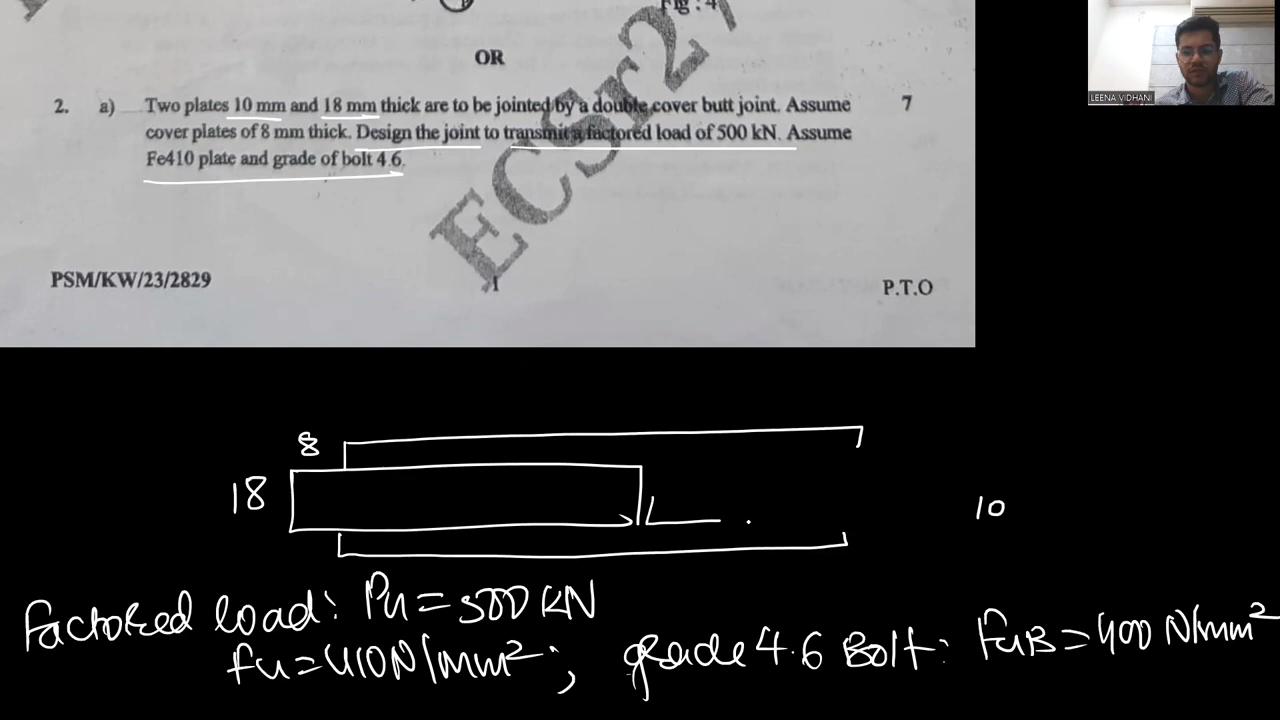 Fig : 4
LEENA VIDHANI
OR
2. a) Two plates 10 mm and 18 mm thick are to be jointed by a double cover butt joint. Assume 7
cover plates of 8 mm thick. Design the joint to transmit a factored load of 500 kN. Assume
Fe410 plate and grade of bolt 4.6.
ECSr27
PSM/KW/23/2829
1
P.T.O
8
18
10
Factored load: Pu = 500 KN
fu = 410 N/mm²; grade 4.6 Bolt: FuB = 400 N/mm²